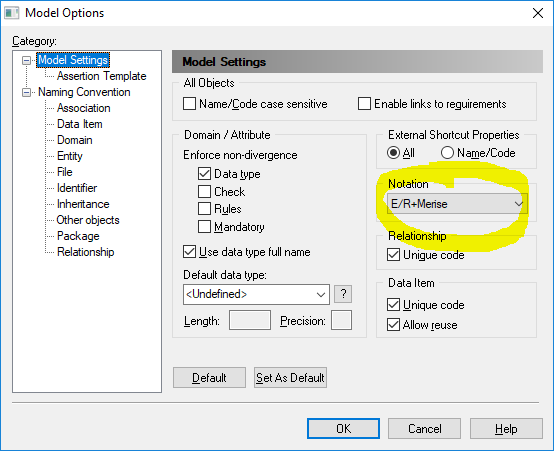 Model Options
Category:
Model Settings
Assertion Template
Naming Convention
Association
Data Item
Domain
Entity
File
Identifier
Inheritance
Other objects
Package
Relationship
Model Settings
All Objects
Name/Code case sensitive
Enable links to requirements
Domain / Attribute
Enforce non-divergence
Data type
Check
Rules
Mandatory
Use data type full name
Default data type:
<Undefined>
?
Length:
Precision:
External Shortcut Properties
All
Name/Code
Notation
E/R+Merise
Relationship
Unique code
Data Item
Unique code
Allow reuse
Default
Set As Default
OK
Cancel
Help